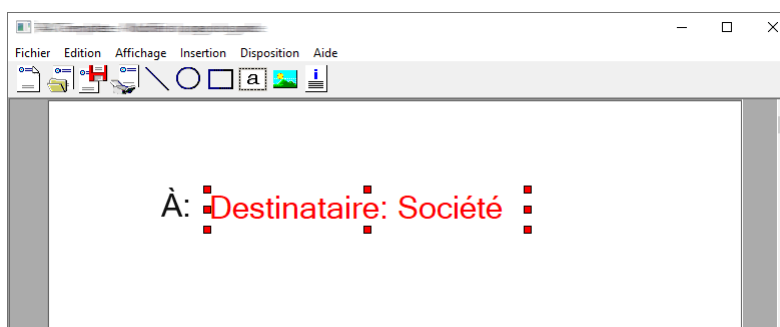 Fichier Edition Affichage Insertion Disposition Aide
a i
À: Destinataire: Société